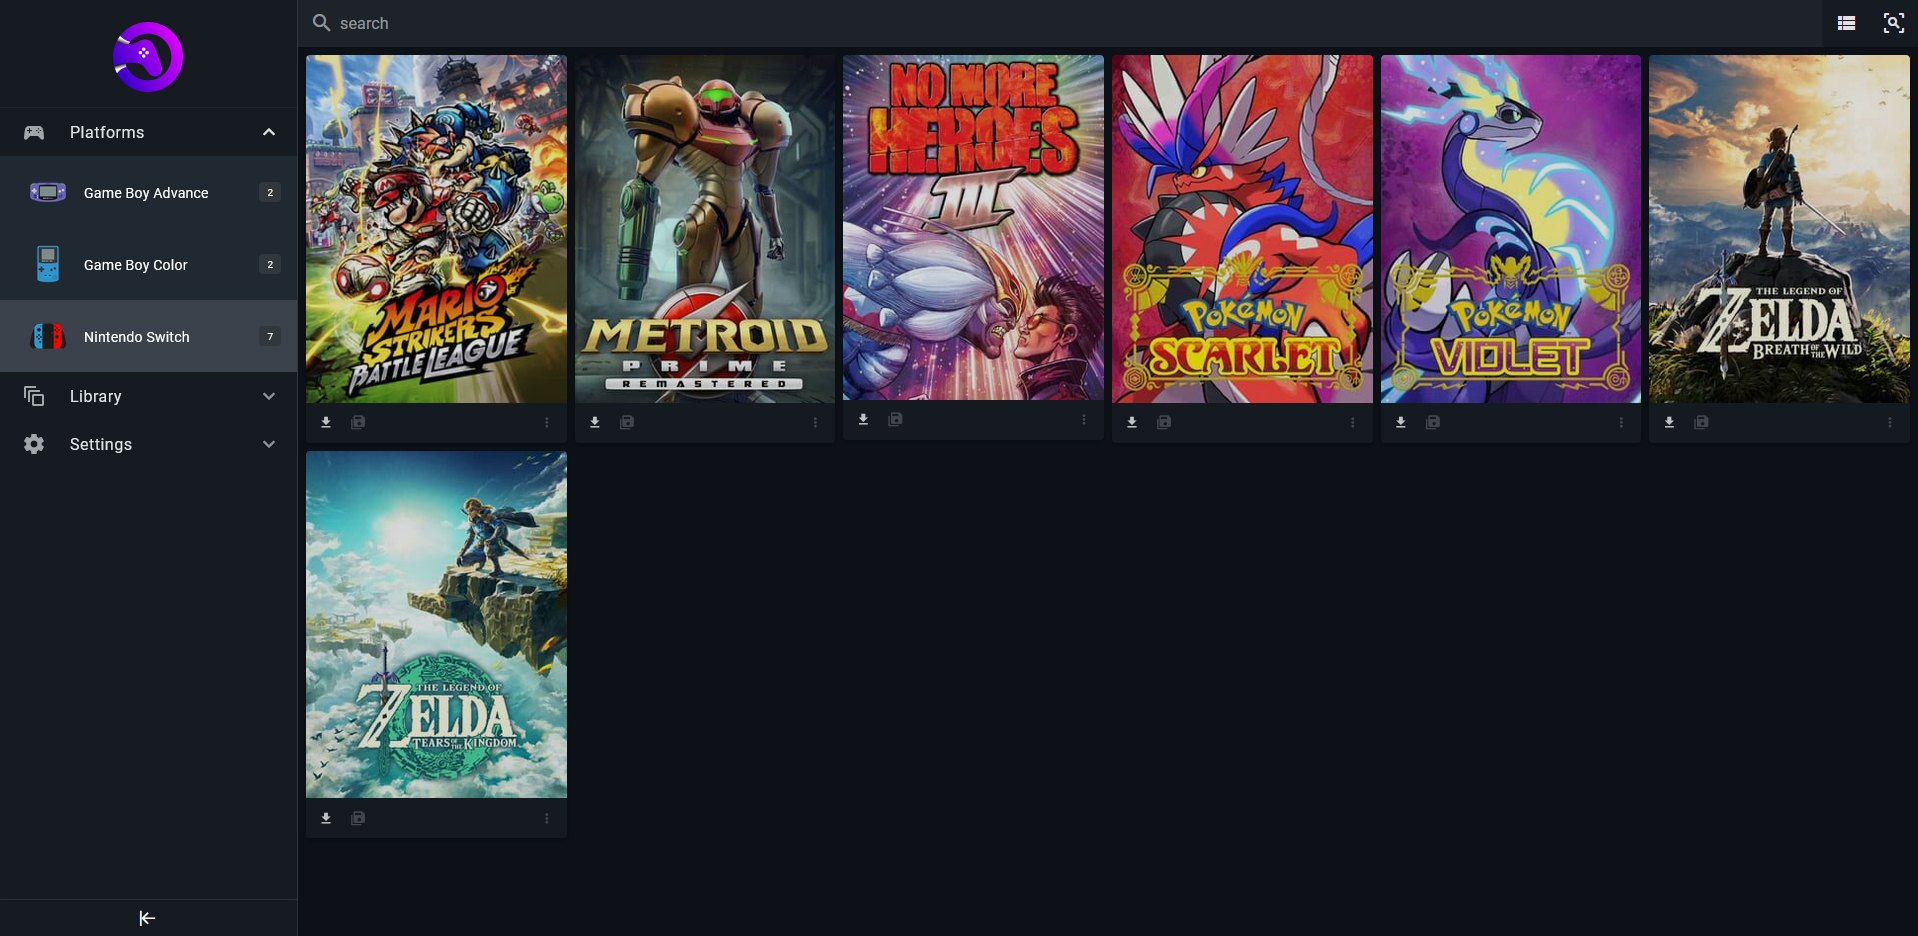 search
Platforms
Game Boy Advance 2
Game Boy Color 2
Nintendo Switch 7
Library
Settings
MARIO
STRIKERS
BATTLE LEAGUE
METROID
PRIME
REMASTERED
NO MORE
HEROES
III
POKéMON
SCARLET
POKéMON
VIOLET
THE LEGEND OF
ZELDA
BREATH OF THE WILD
THE LEGEND OF
ZELDA
TEARS OF THE KINGDOM